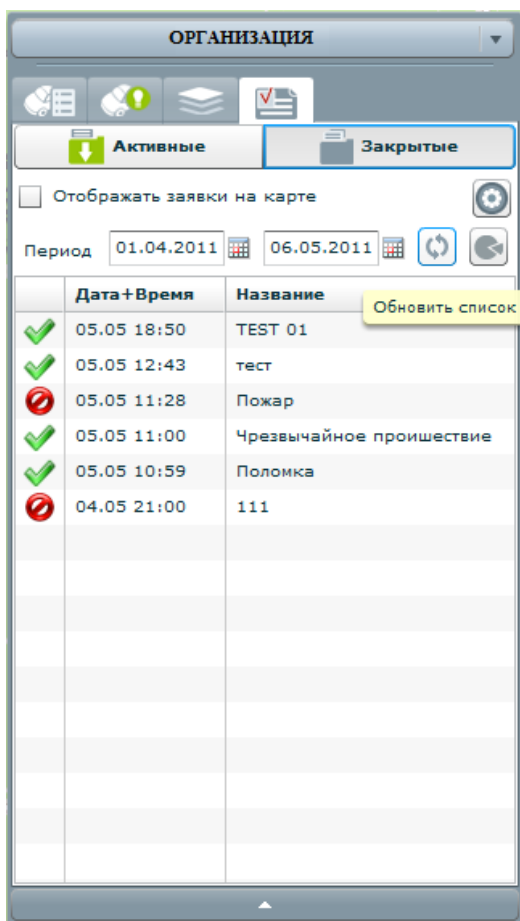 ОРГАНИЗАЦИЯ
Активные Закрытые
Отображать заявки на карте
Период 01.04.2011 06.05.2011
Дата+Время Название
Обновить список
05.05 18:50 TEST 01
05.05 12:43 тест
05.05 11:28 Пожар
05.05 11:00 Чрезвычайное проишествие
05.05 10:59 Поломка
04.05 21:00 111